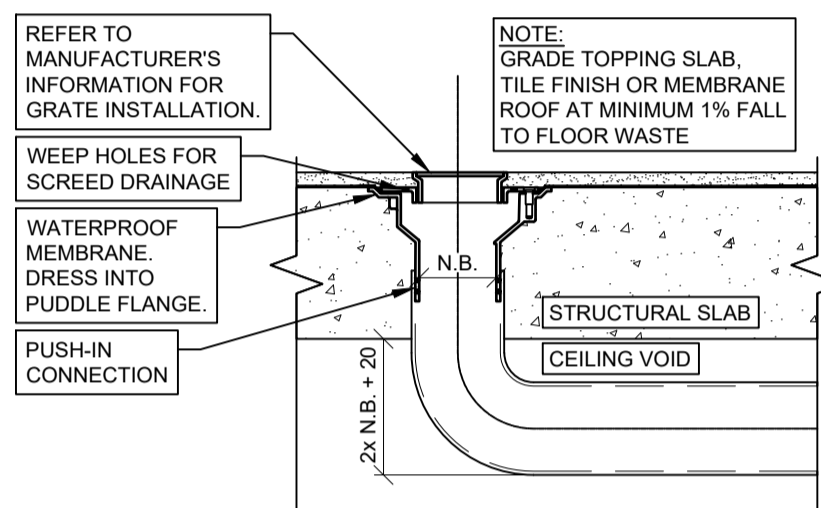 REFER TO
MANUFACTURER'S
INFORMATION FOR
GRATE INSTALLATION.
NOTE:
GRADE TOPPING SLAB,
TILE FINISH OR MEMBRANE
ROOF AT MINIMUM 1% FALL
TO FLOOR WASTE
WEEP HOLES FOR
SCREED DRAINAGE
WATERPROOF
MEMBRANE.
DRESS INTO
PUDDLE FLANGE.
N.B.
STRUCTURAL SLAB
PUSH-IN
CONNECTION
CEILING VOID
2x N.B. + 20